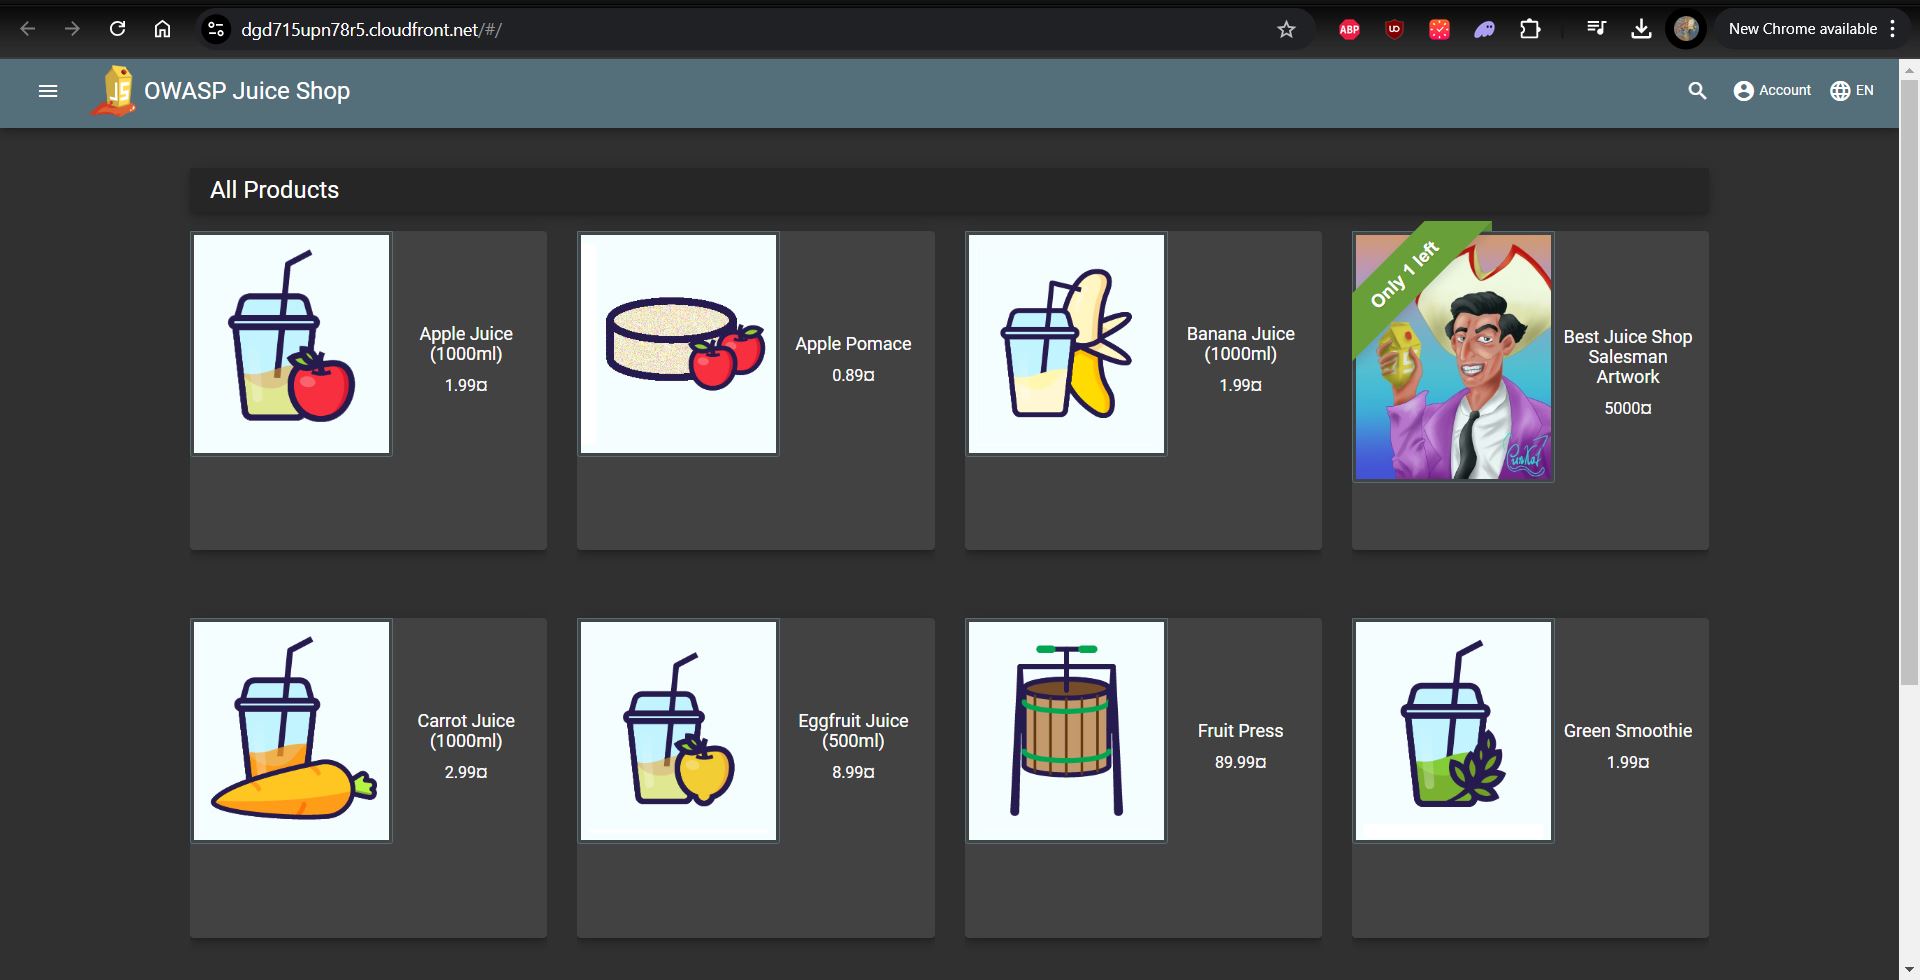 dgd715upn78r5.cloudfront.net/#/
ABP
New Chrome available
JS
OWASP Juice Shop
Account
EN
All Products
Apple Juice
(1000ml)
1.99¤
Apple Pomace
0.89¤
Banana Juice
(1000ml)
1.99¤
Only 1 left
Best Juice Shop
Salesman
Artwork
5000¤
Carrot Juice
(1000ml)
2.99¤
Eggfruit Juice
(500ml)
8.99¤
Fruit Press
89.99¤
Green Smoothie
1.99¤